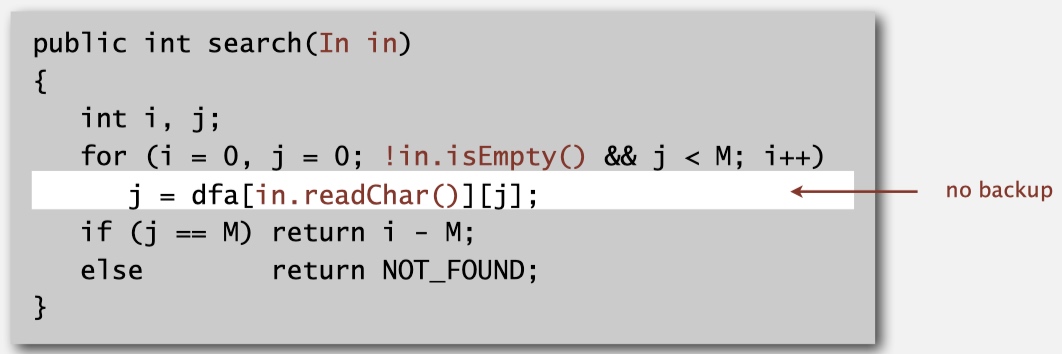 public int search(In in)
{
   int i, j;
   for (i = 0, j = 0; !in.isEmpty() && j < M; i++)
      j = dfa[in.readChar()][j];
no backup
   if (j == M) return i - M;
   else        return NOT_FOUND;
}